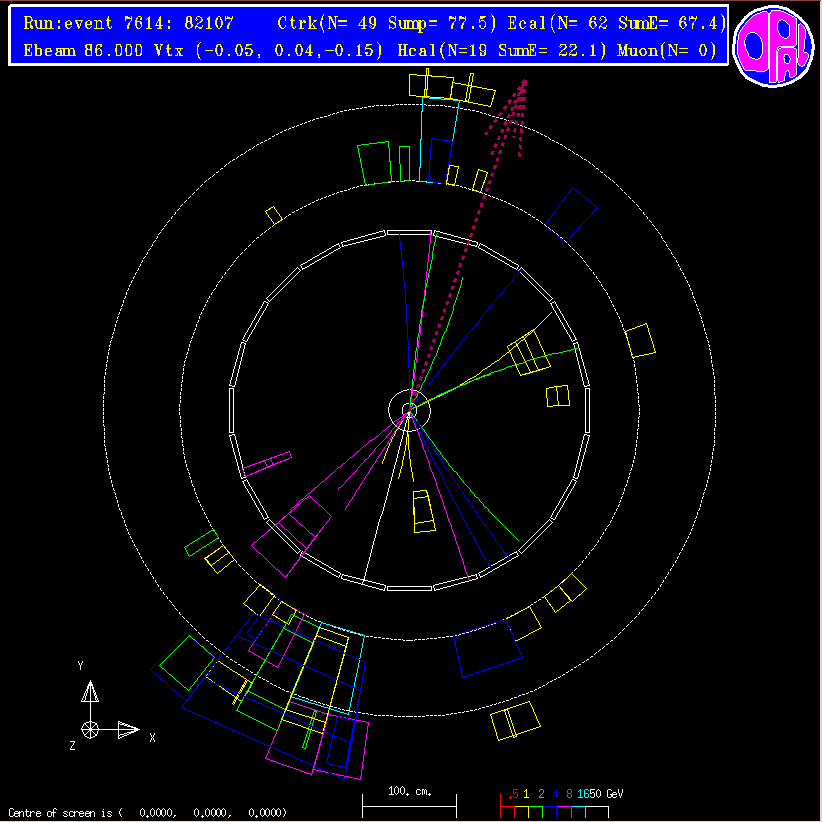 Run:event 7614: 82107 Ctrk(N= 49 Sump= 77.5) Ecal(N= 62 SumE= 67.4)
Ebeam 86.000 Vtx (-0.05, 0.04,-0.15) Hcal(N=19 SumE= 22.1) Muon(N= 0)
OPAL
Y
X
Z
100. cm.
.5 1 2 4 8 16 50 GeV
Centre of screen is ( 0.0000, 0.0000, 0.0000)